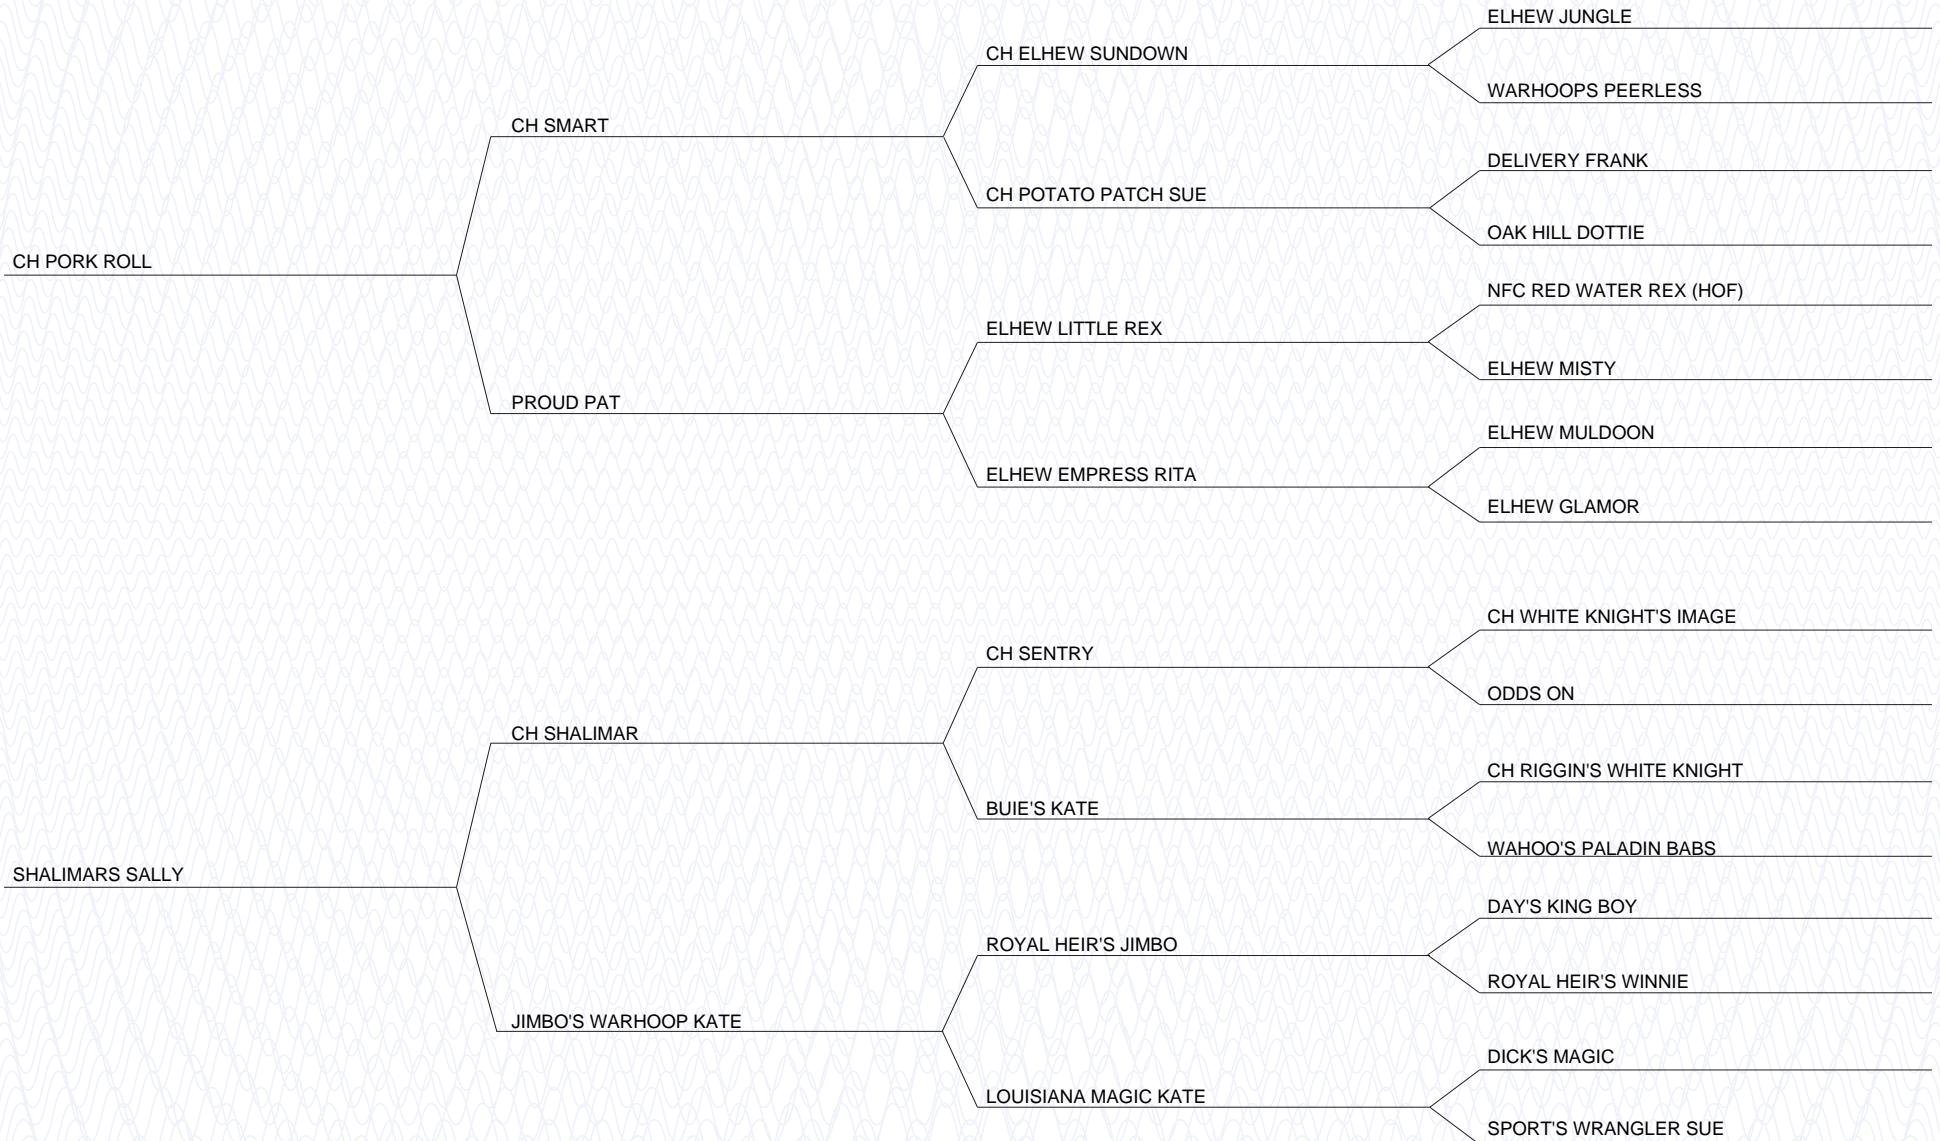 ELHEW JUNGLE
CH ELHEW SUNDOWN
WARHOOPS PEERLESS
CH SMART
DELIVERY FRANK
CH POTATO PATCH SUE
OAK HILL DOTTIE
CH PORK ROLL
NFC RED WATER REX (HOF)
ELHEW LITTLE REX
ELHEW MISTY
PROUD PAT
ELHEW MULDOON
ELHEW EMPRESS RITA
ELHEW GLAMOR
CH WHITE KNIGHT'S IMAGE
CH SENTRY
ODDS ON
CH SHALIMAR
CH RIGGIN'S WHITE KNIGHT
BUIE'S KATE
WAHOO'S PALADIN BABS
SHALIMARS SALLY
DAY'S KING BOY
ROYAL HEIR'S JIMBO
ROYAL HEIR'S WINNIE
JIMBO'S WARHOOP KATE
DICK'S MAGIC
LOUISIANA MAGIC KATE
SPORT'S WRANGLER SUE